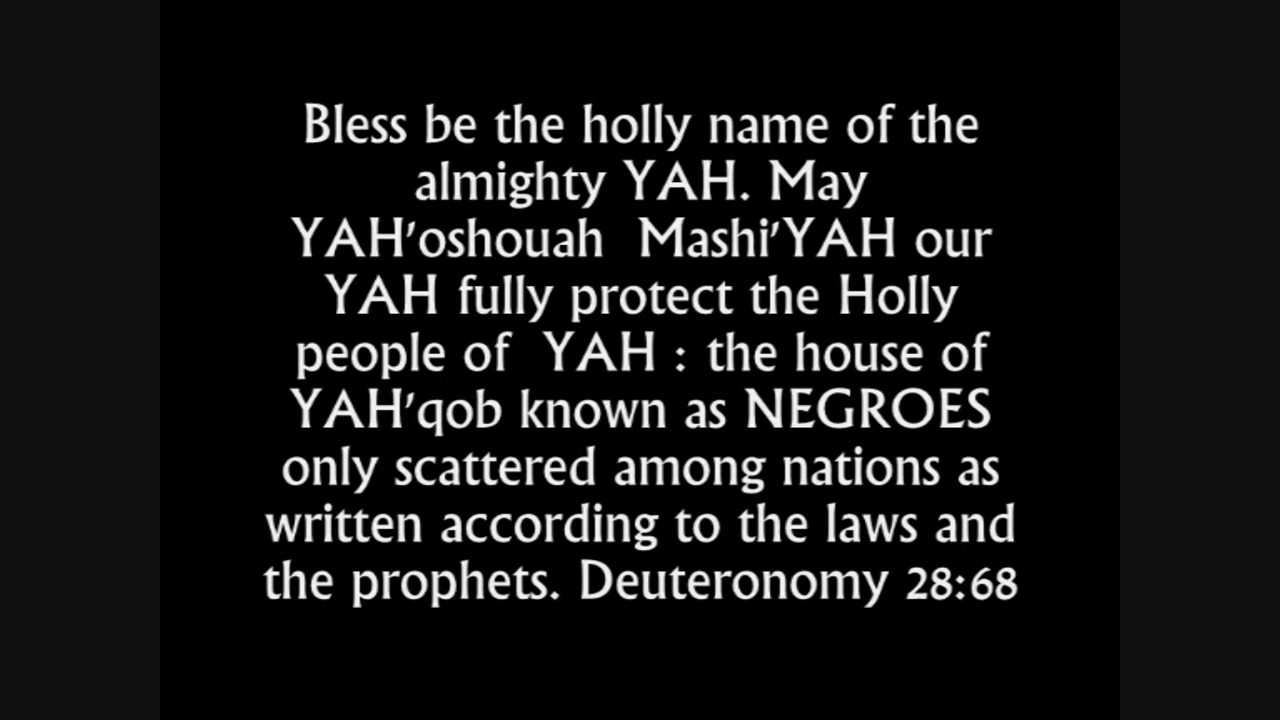 Bless be the holly name of the
almighty YAH. May
YAH'oshouah  Mashi'YAH our
YAH fully protect the Holly
people of  YAH : the house of
YAH'qob known as NEGROES
only scattered among nations as
written according to the laws and
the prophets. Deuteronomy 28:68